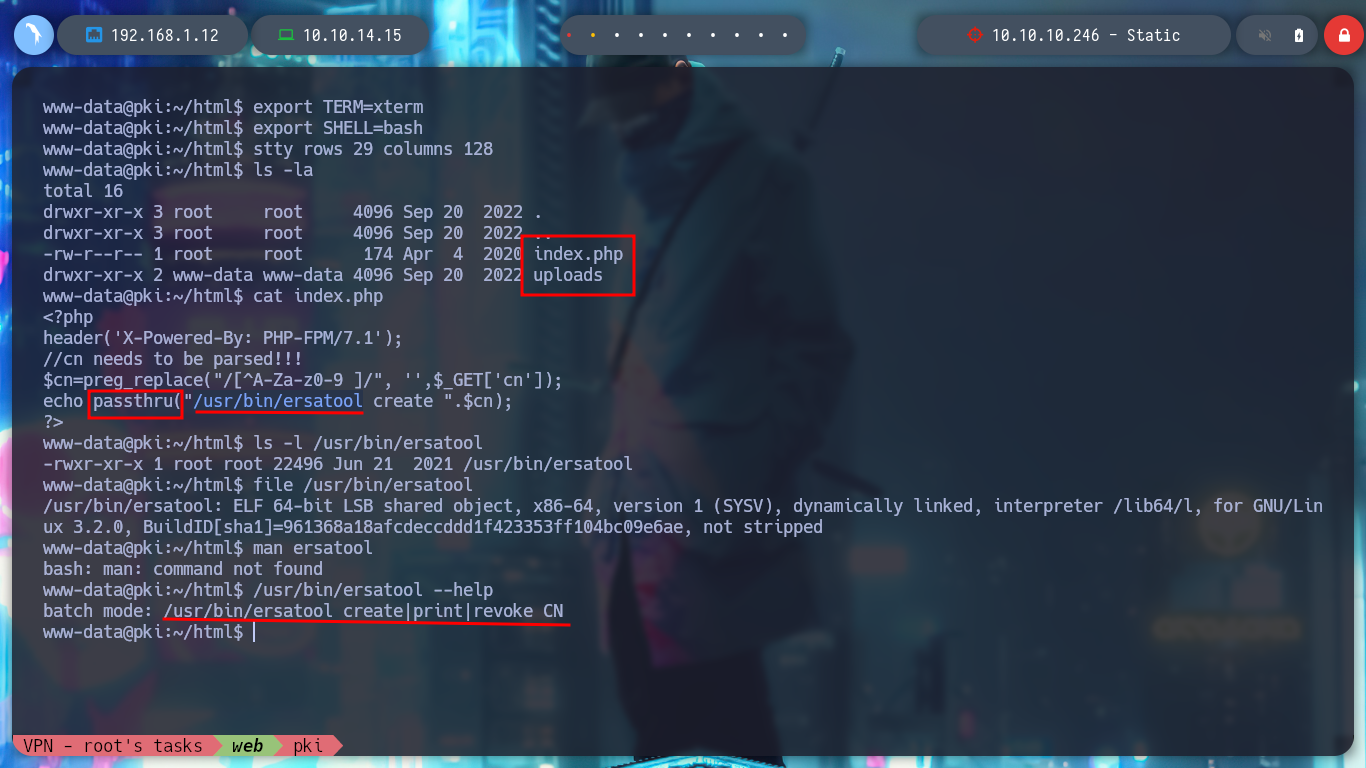 192.168.1.12 10.10.14.15 10.10.10.246 - Static
www-data@pki:~/html$ export TERM=xterm
www-data@pki:~/html$ export SHELL=bash
www-data@pki:~/html$ stty rows 29 columns 128
www-data@pki:~/html$ ls -la
total 16
drwxr-xr-x 3 root     root     4096 Sep 20  2022 .
drwxr-xr-x 3 root     root     4096 Sep 20  2022 ..
-rw-r--r-- 1 root     root      174 Apr  4  2020 index.php
drwxr-xr-x 2 www-data www-data 4096 Sep 20  2022 uploads
www-data@pki:~/html$ cat index.php
<?php
header('X-Powered-By: PHP-FPM/7.1');
//cn needs to be parsed!!!
$cn=preg_replace("/[^A-Za-z0-9 ]/", '',$_GET['cn']);
echo passthru("/usr/bin/ersatool create ".$cn);
?>
www-data@pki:~/html$ ls -l /usr/bin/ersatool
-rwxr-xr-x 1 root root 22496 Jun 21  2021 /usr/bin/ersatool
www-data@pki:~/html$ file /usr/bin/ersatool
/usr/bin/ersatool: ELF 64-bit LSB shared object, x86-64, version 1 (SYSV), dynamically linked, interpreter /lib64/l, for GNU/Lin
ux 3.2.0, BuildID[sha1]=961368a18afcdeccddd1f423353ff104bc09e6ae, not stripped
www-data@pki:~/html$ man ersatool
bash: man: command not found
www-data@pki:~/html$ /usr/bin/ersatool --help
batch mode: /usr/bin/ersatool create|print|revoke CN
www-data@pki:~/html$
VPN - root's tasks web pki